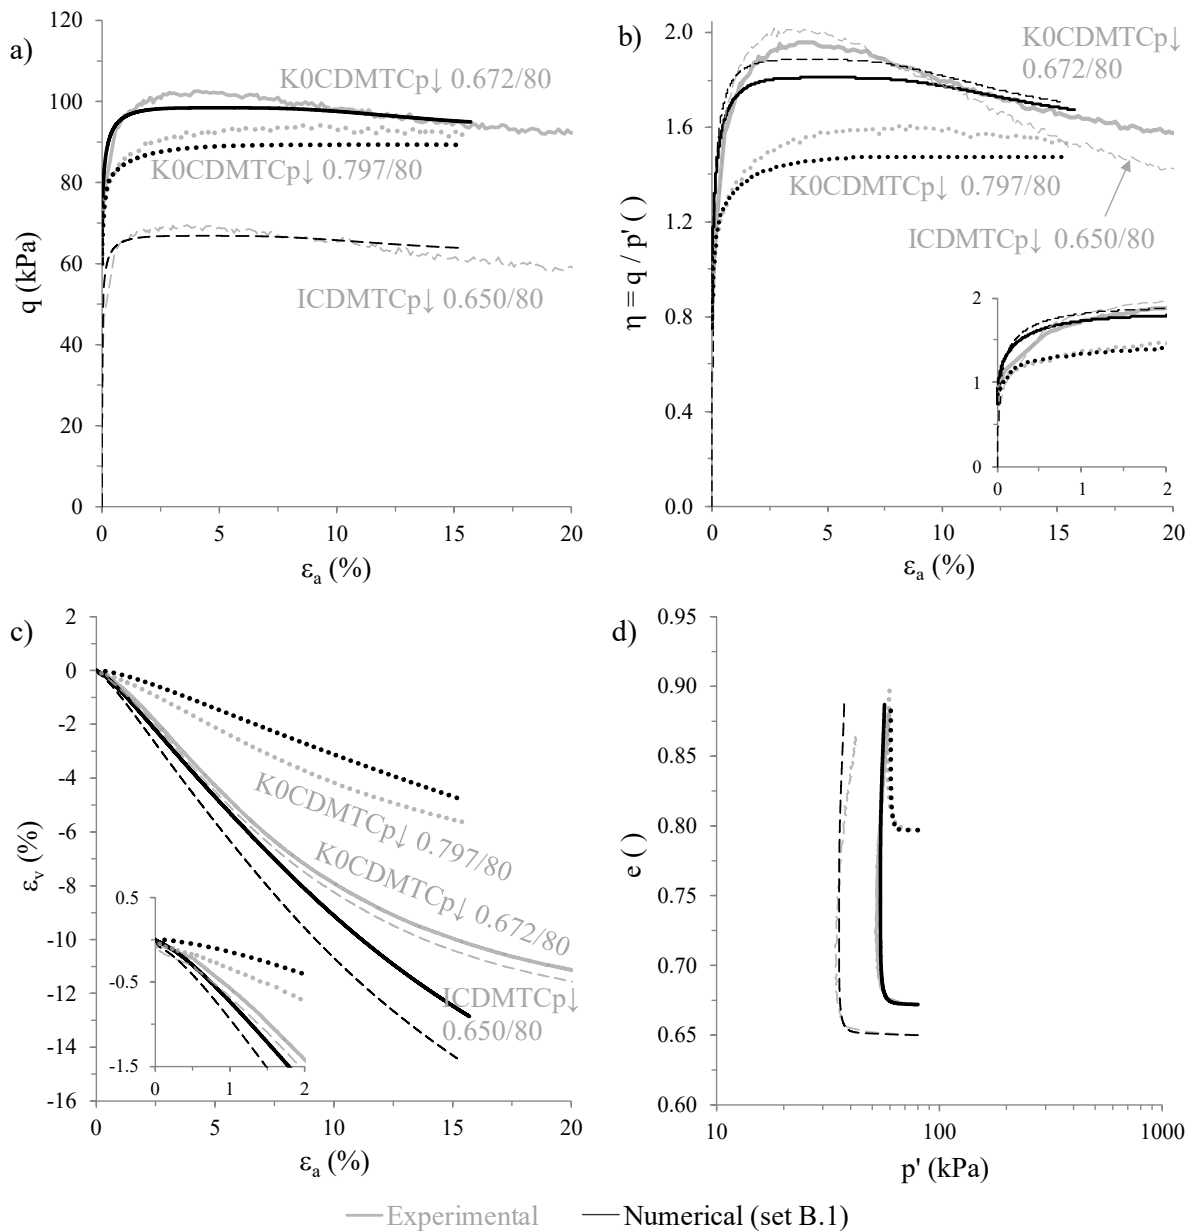 a)
120
100
80
60
40
20
0
q (kPa)
K0CDMTCp↓ 0.672/80
K0CDMTCp↓ 0.797/80
ICDMTCp↓ 0.650/80
0 5 10 15 20
εa (%)
b)
2.0
1.6
1.2
0.8
0.4
0.0
η = q / p' ( )
K0CDMTCp↓
0.672/80
K0CDMTCp↓ 0.797/80
ICDMTCp↓ 0.650/80
2
1
0
0 1 2
0 5 10 15 20
εa (%)
c)
2
0
-2
-4
-6
-8
-10
-12
-14
-16
εv (%)
K0CDMTCp↓ 0.797/80
K0CDMTCp↓ 0.672/80
ICDMTCp↓
0.650/80
0.5
-0.5
-1.5
0 1 2
0 5 10 15 20
εa (%)
d)
0.95
0.90
0.85
0.80
0.75
0.70
0.65
0.60
e ( )
10 100 1000
p' (kPa)
Experimental
Numerical (set B.1)